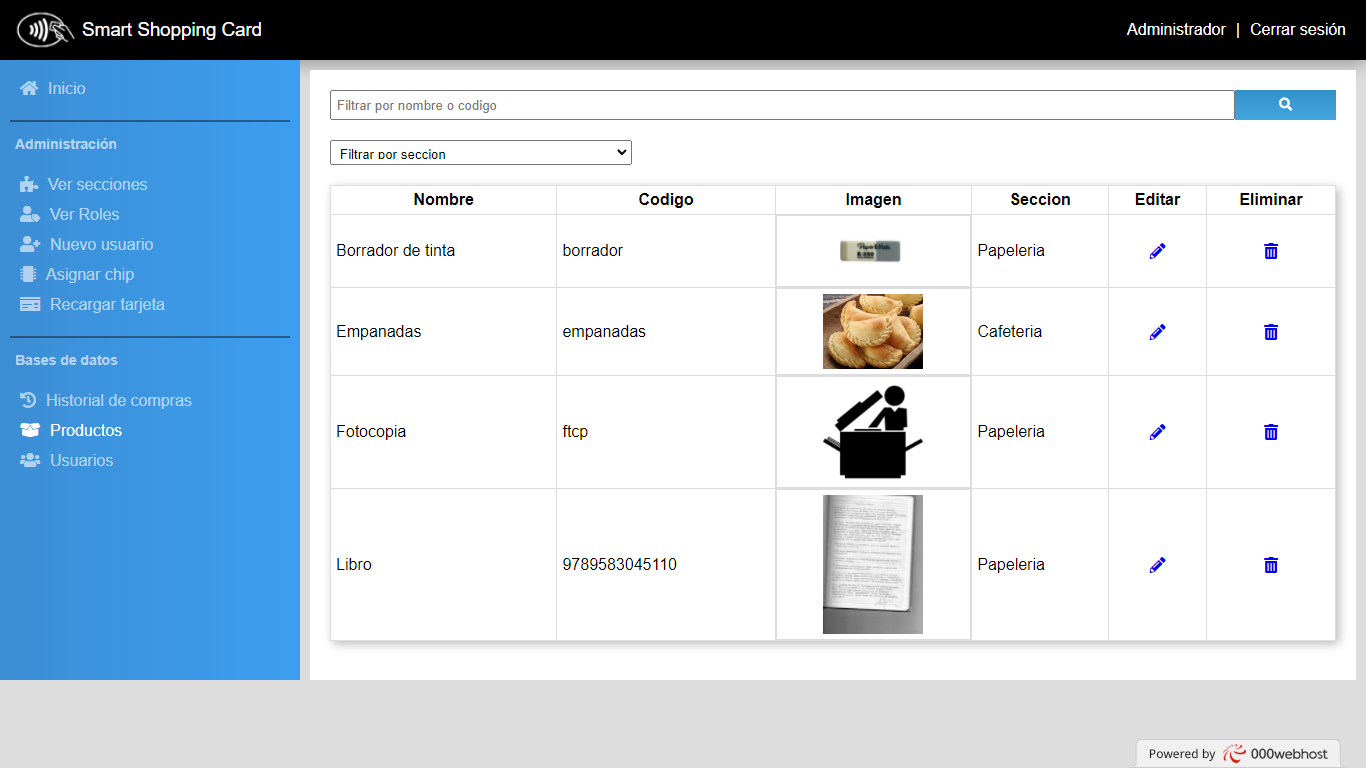 Smart Shopping Card
Administrador | Cerrar sesión
Inicio
Administración
Ver secciones
Ver Roles
Nuevo usuario
Asignar chip
Recargar tarjeta
Bases de datos
Historial de compras
Productos
Usuarios
Filtrar por nombre o codigo
Filtrar por seccion
Nombre Codigo Imagen Seccion Editar Eliminar
Borrador de tinta borrador Papeleria
Empanadas empanadas Cafeteria
Fotocopia ftcp Papeleria
Libro 9789583045110 Papeleria
Powered by 000webhost